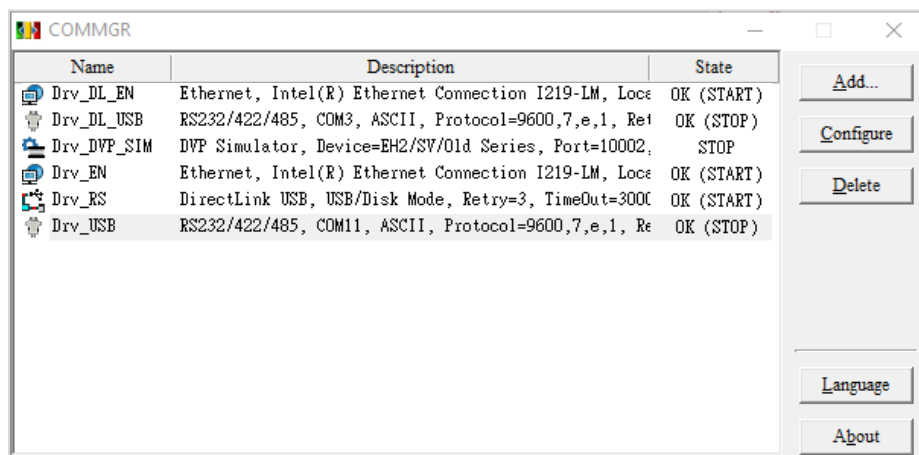 COMMGR
Name Description State
Drv_DL_EN Ethernet, Intel(R) Ethernet Connection I219-LM, Loca OK (START)
Drv_DL_USB RS232/422/485, COM3, ASCII, Protocol=9600,7,e,1, Ret OK (STOP)
Drv_DVP_SIM DVP Simulator, Device=EH2/SV/Old Series, Port=10002, STOP
Drv_EN Ethernet, Intel(R) Ethernet Connection I219-LM, Loca OK (START)
Drv_RS DirectLink USB, USB/Disk Mode, Retry=3, TimeOut=3000 OK (START)
Drv_USB RS232/422/485, COM11, ASCII, Protocol=9600,7,e,1, Re OK (STOP)
Add...
Configure
Delete
Language
About